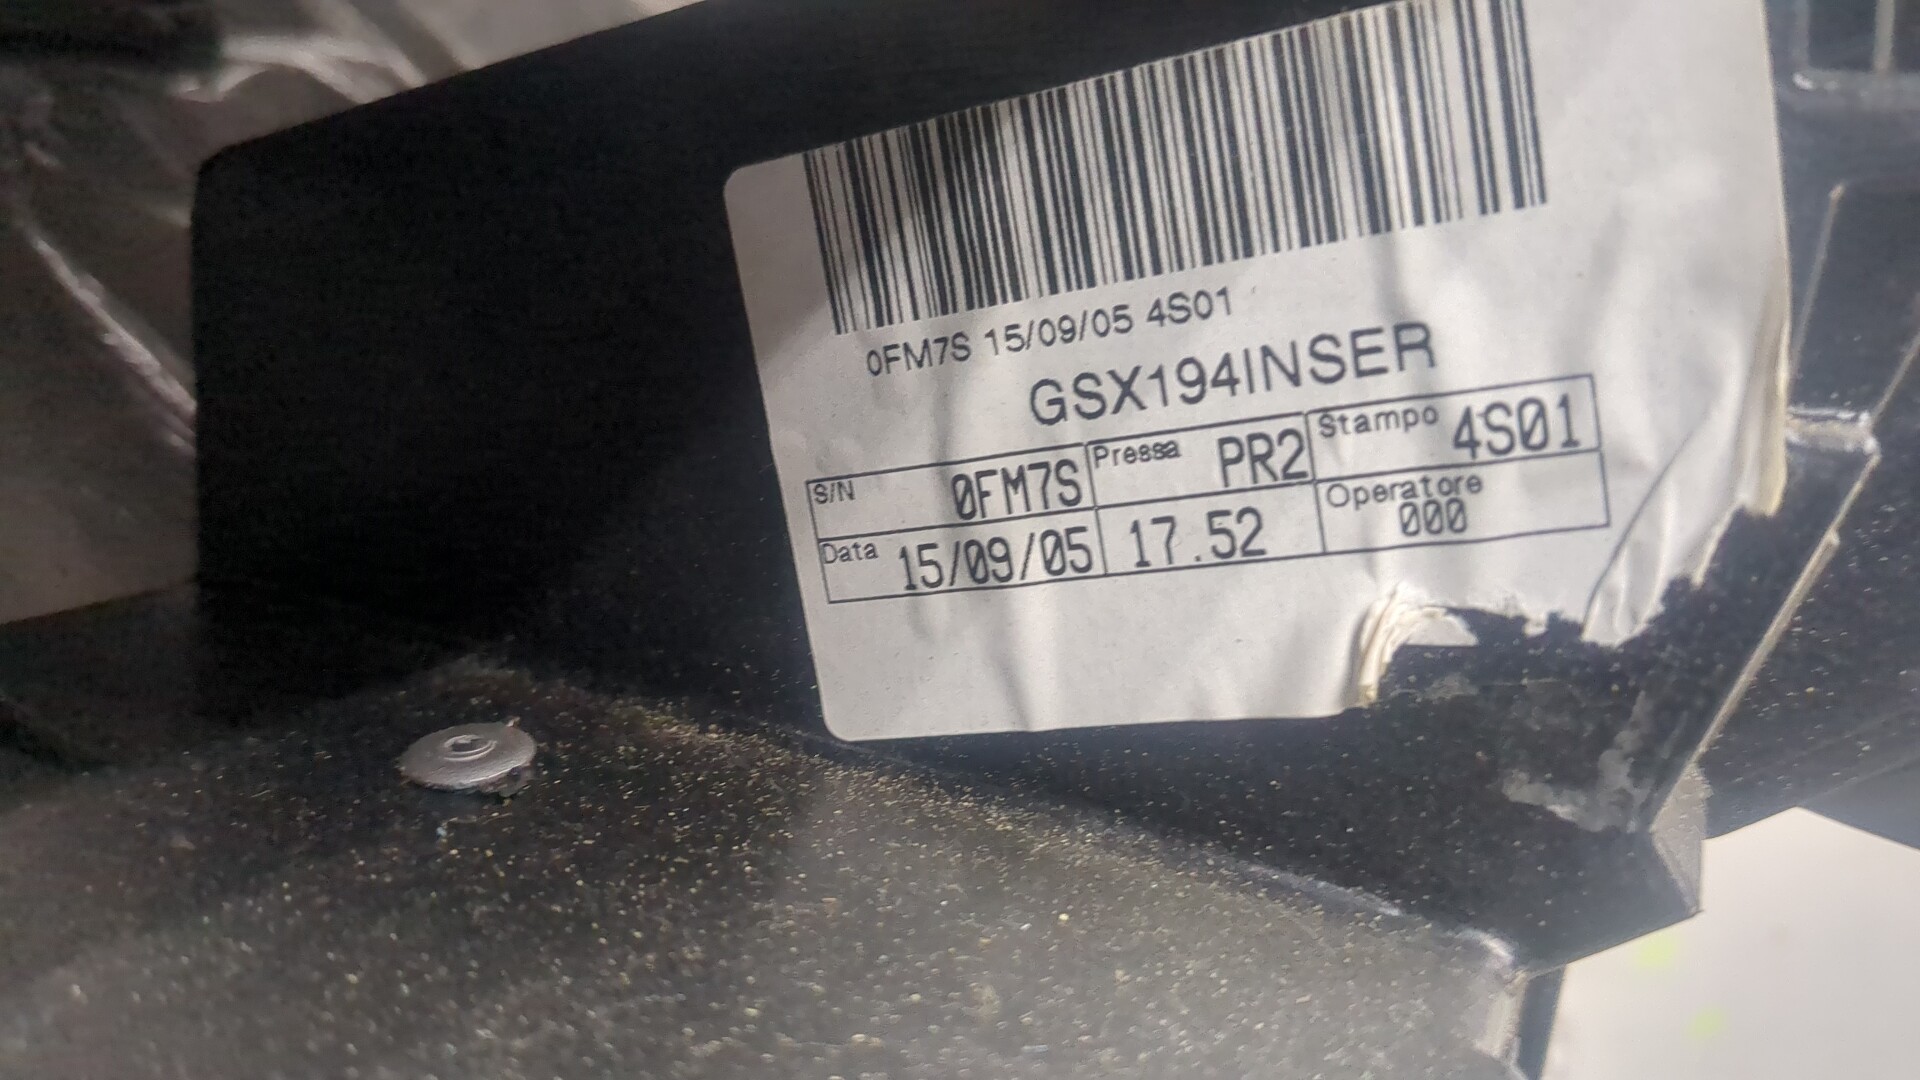 0FM7S 15/09/05 4S01
GSX194INSER
S/N 0FM7S Pressa PR2 Stampo 4S01
Data 15/09/05 17.52 Operatore 000